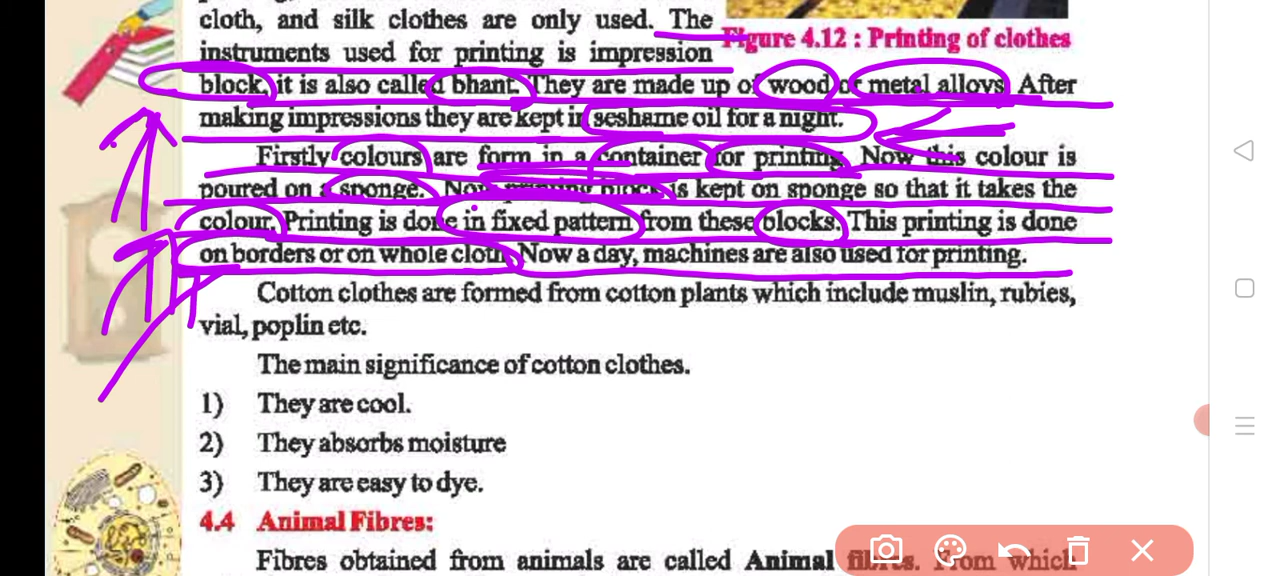 cloth, and silk clothes are only used. The
Figure 4.12 : Printing of clothes
instruments used for printing is impression
block, it is also called bhant. They are made up of wood or metal alloys. After
making impressions they are kept in seshame oil for a night.
Firstly colours are form in a container for printing. Now this colour is
poured on a sponge. Now printing block is kept on sponge so that it takes the
colour. Printing is done in fixed pattern from these blocks. This printing is done
on borders or on whole cloth. Now a day, machines are also used for printing.
Cotton clothes are formed from cotton plants which include muslin, rubies,
vial, poplin etc.
The main significance of cotton clothes.
1) They are cool.
2) They absorbs moisture
3) They are easy to dye.
4.4 Animal Fibres:
Fibres obtained from animals are called Animal fibres. From which